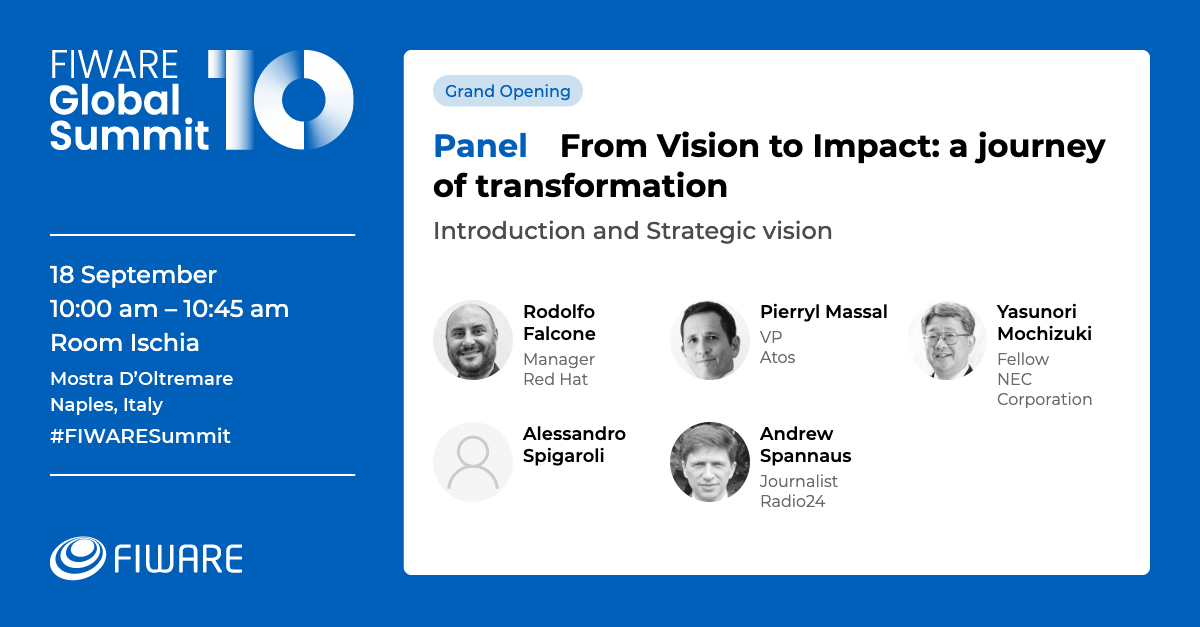 FIWARE
Global
Summit
10
18 September
10:00 am – 10:45 am
Room Ischia
Mostra D’Oltremare
Naples, Italy
#FIWARESummit
FIWARE
Grand Opening
Panel From Vision to Impact: a journey
of transformation
Introduction and Strategic vision
Rodolfo
Falcone
Manager
Red Hat
Pierryl Massal
VP
Atos
Yasunori
Mochizuki
Fellow
NEC
Corporation
Alessandro
Spigaroli
Andrew
Spannaus
Journalist
Radio24